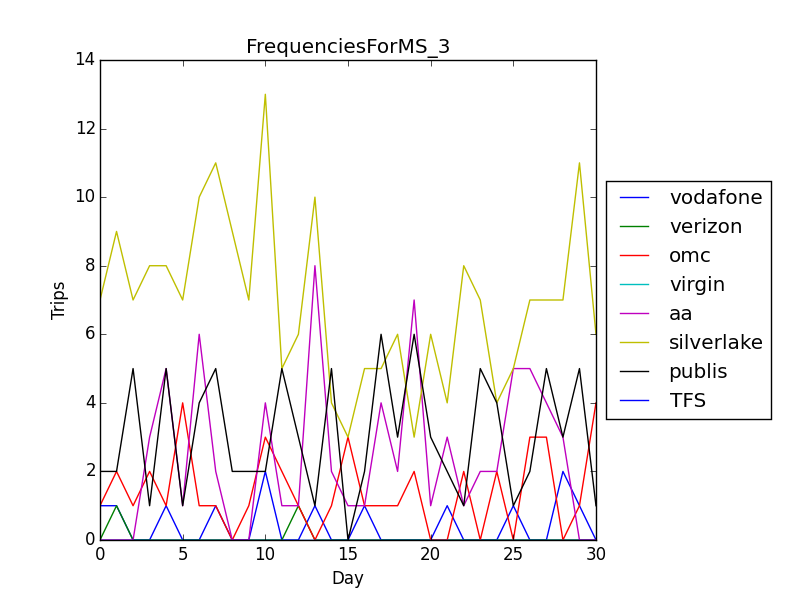 FrequenciesForMS_3
14
12
10
8
6
4
2
0
Trips
0 5 10 15 20 25 30
Day
vodafone
verizon
omc
virgin
aa
silverlake
publis
TFS